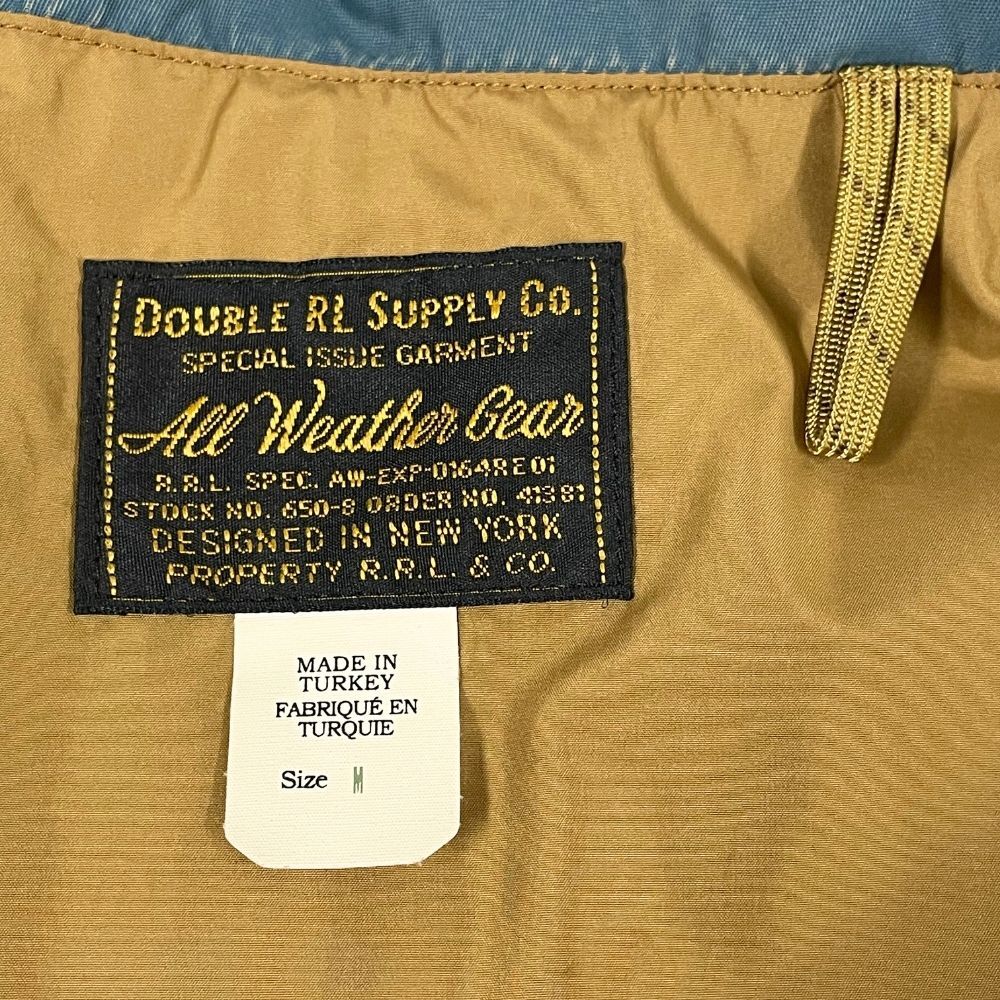 DOUBLE RL SUPPLY CO.
SPECIAL ISSUE GARMENT
All Weather Gear
R.R.L. SPEC. AW-EXP-0164RE01
STOCK NO. 650-8 ORDER NO. 41381
DESIGNED IN NEW YORK
PROPERTY R.R.L. & CO.
MADE IN
TURKEY
FABRIQUÉ EN
TURQUIE
Size M